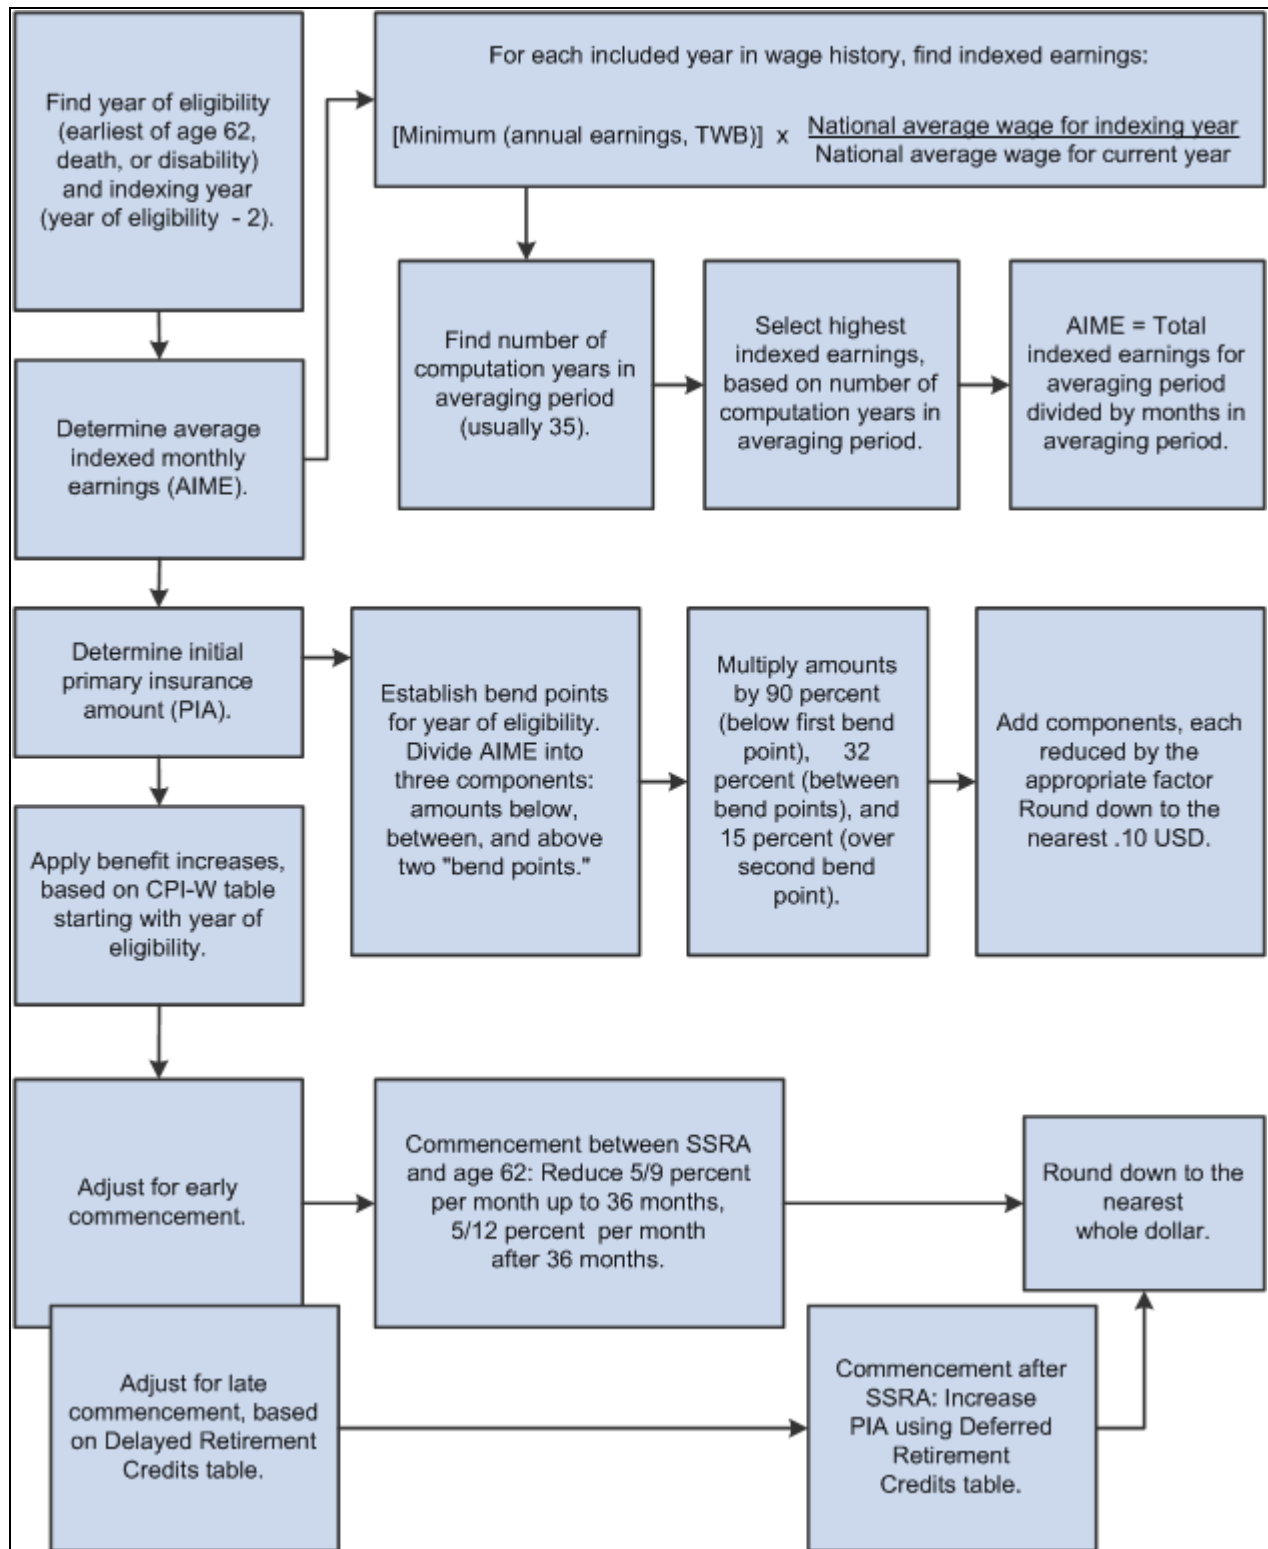 Find year of eligibility
(earliest of age 62,
death, or disability)
and indexing year
(year of eligibility - 2).
For each included year in wage history, find indexed earnings:
[Minimum (annual earnings, TWB)] x National average wage for indexing year
National average wage for current year
Determine average
indexed monthly
earnings (AIME).
Find number of
computation years in
averaging period
(usually 35).
Select highest
indexed earnings,
based on number of
computation years in
averaging period.
AIME = Total
indexed earnings for
averaging period
divided by months in
averaging period.
Determine initial
primary insurance
amount (PIA).
Establish bend points
for year of eligibility.
Divide AIME into
three components:
amounts below,
between, and above
two "bend points."
Multiply amounts
by 90 percent
(below first bend
point), 32
percent (between
bend points), and
15 percent (over
second bend
point).
Add components, each
reduced by the
appropriate factor
Round down to the
nearest .10 USD.
Apply benefit increases,
based on CPI-W table
starting with year of
eligibility.
Adjust for early
commencement.
Commencement between SSRA
and age 62: Reduce 5/9 percent
per month up to 36 months,
5/12 percent per month
after 36 months.
Round down to the
nearest
whole dollar.
Adjust for late
commencement, based
on Delayed Retirement
Credits table.
Commencement after
SSRA: Increase
PIA using Deferred
Retirement
Credits table.